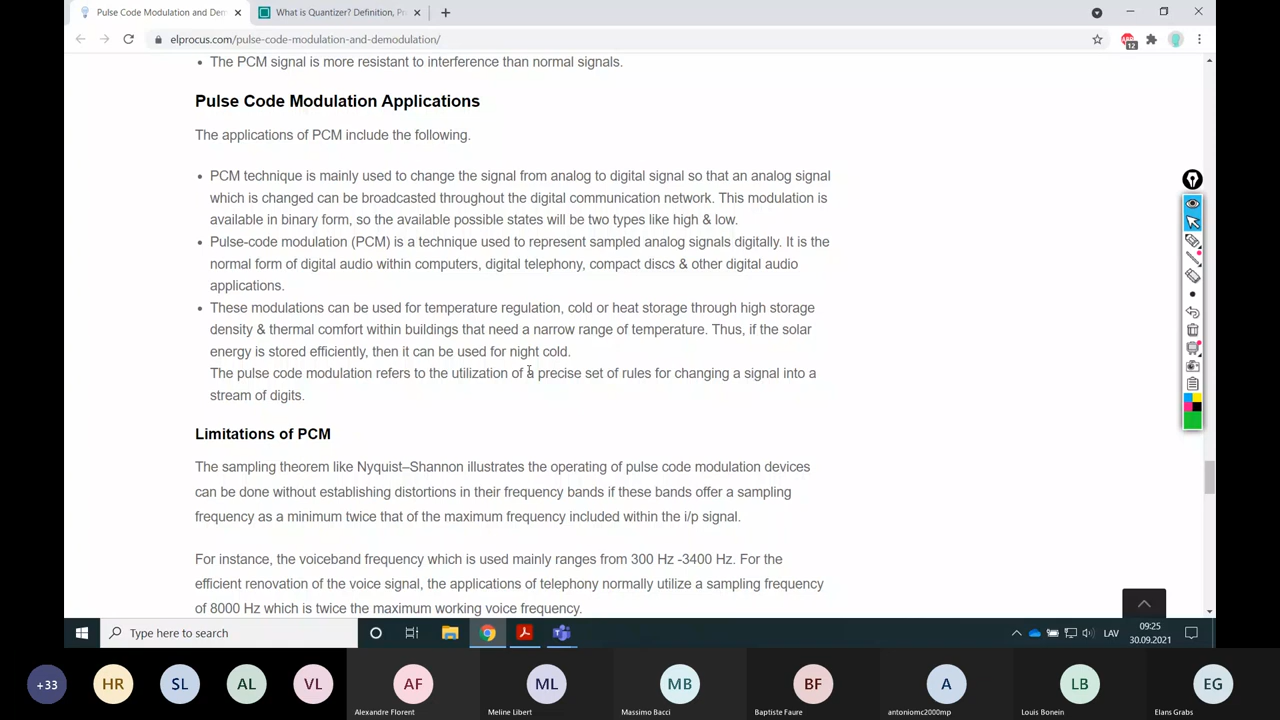 Pulse Code Modulation and Dem
What is Quantizer? Definition, Pr
elprocus.com/pulse-code-modulation-and-demodulation/
12
• The PCM signal is more resistant to interference than normal signals.
Pulse Code Modulation Applications
The applications of PCM include the following.
• PCM technique is mainly used to change the signal from analog to digital signal so that an analog signal
which is changed can be broadcasted throughout the digital communication network. This modulation is
available in binary form, so the available possible states will be two types like high & low.
• Pulse-code modulation (PCM) is a technique used to represent sampled analog signals digitally. It is the
normal form of digital audio within computers, digital telephony, compact discs & other digital audio
applications.
• These modulations can be used for temperature regulation, cold or heat storage through high storage
density & thermal comfort within buildings that need a narrow range of temperature. Thus, if the solar
energy is stored efficiently, then it can be used for night cold.
The pulse code modulation refers to the utilization of a precise set of rules for changing a signal into a
stream of digits.
Limitations of PCM
The sampling theorem like Nyquist–Shannon illustrates the operating of pulse code modulation devices
can be done without establishing distortions in their frequency bands if these bands offer a sampling
frequency as a minimum twice that of the maximum frequency included within the i/p signal.
For instance, the voiceband frequency which is used mainly ranges from 300 Hz -3400 Hz. For the
efficient renovation of the voice signal, the applications of telephony normally utilize a sampling frequency
of 8000 Hz which is twice the maximum working voice frequency.
Type here to search
LAV
09:25
30.09.2021
+33
HR
SL
AL
VL
AF
ML
MB
BF
A
LB
EG
Alexandre Florent
Meline Libert
Massimo Bacci
Baptiste Faure
antoniomc2000mp
Louis Bonein
Elans Grabs